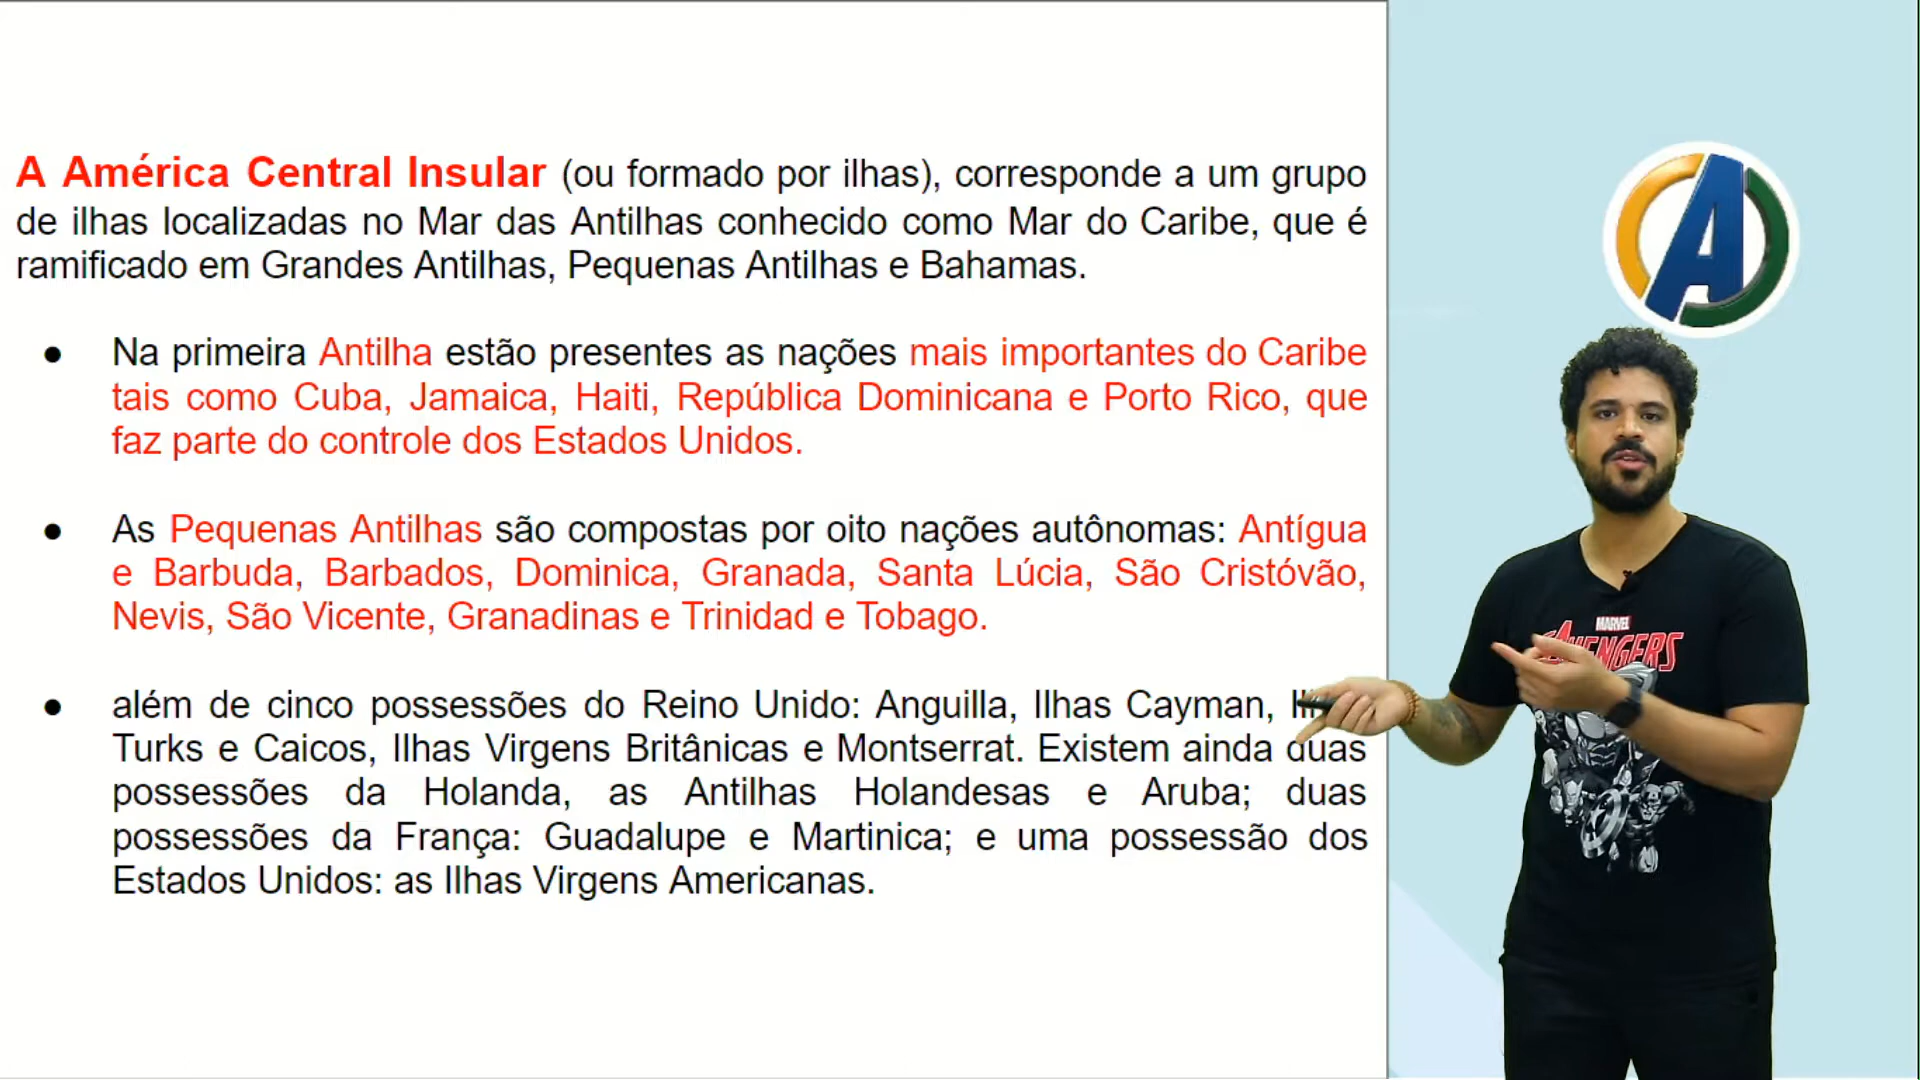 A América Central Insular (ou formado por ilhas), corresponde a um grupo
de ilhas localizadas no Mar das Antilhas conhecido como Mar do Caribe, que é
ramificado em Grandes Antilhas, Pequenas Antilhas e Bahamas.
● Na primeira Antilha estão presentes as nações mais importantes do Caribe
tais como Cuba, Jamaica, Haiti, República Dominicana e Porto Rico, que
faz parte do controle dos Estados Unidos.
● As Pequenas Antilhas são compostas por oito nações autônomas: Antígua
e Barbuda, Barbados, Dominica, Granada, Santa Lúcia, São Cristóvão,
Nevis, São Vicente, Granadinas e Trinidad e Tobago.
● além de cinco possessões do Reino Unido: Anguilla, Ilhas Cayman,
Turks e Caicos, Ilhas Virgens Britânicas e Montserrat. Existem ainda duas
possessões da Holanda, as Antilhas Holandesas e Aruba; duas
possessões da França: Guadalupe e Martinica; e uma possessão dos
Estados Unidos: as Ilhas Virgens Americanas.
A
MARVEL
AVENGERS